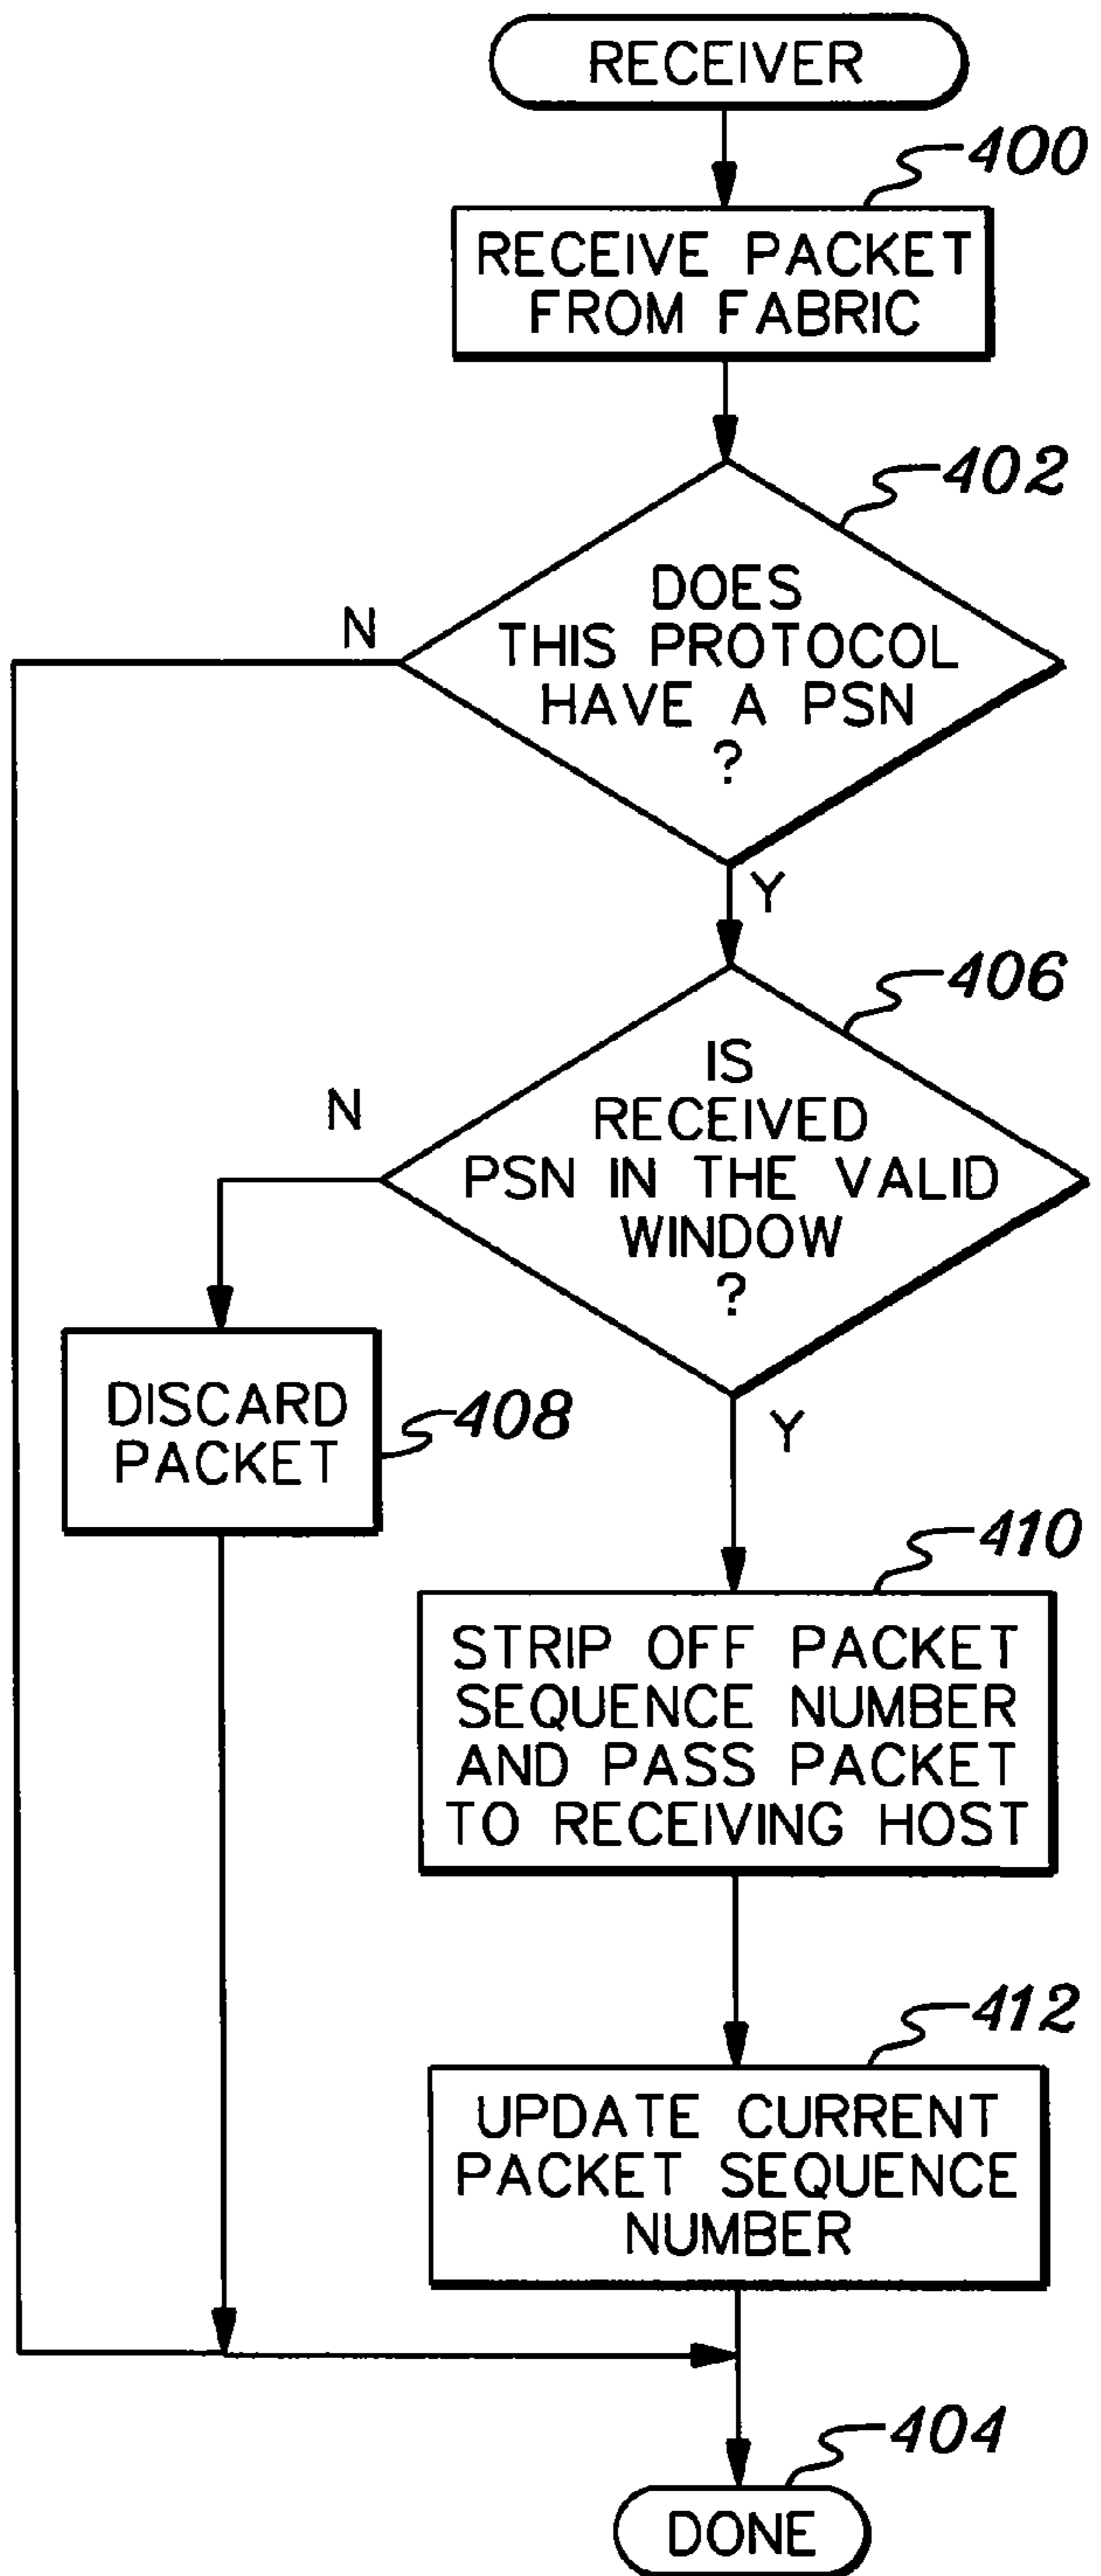 RECEIVER
400
RECEIVE PACKET
FROM FABRIC
402
DOES
THIS PROTOCOL
HAVE A PSN
?
N
Y
406
IS
RECEIVED
PSN IN THE VALID
WINDOW
?
N
Y
DISCARD
PACKET
408
410
STRIP OFF PACKET
SEQUENCE NUMBER
AND PASS PACKET
TO RECEIVING HOST
412
UPDATE CURRENT
PACKET SEQUENCE
NUMBER
404
DONE